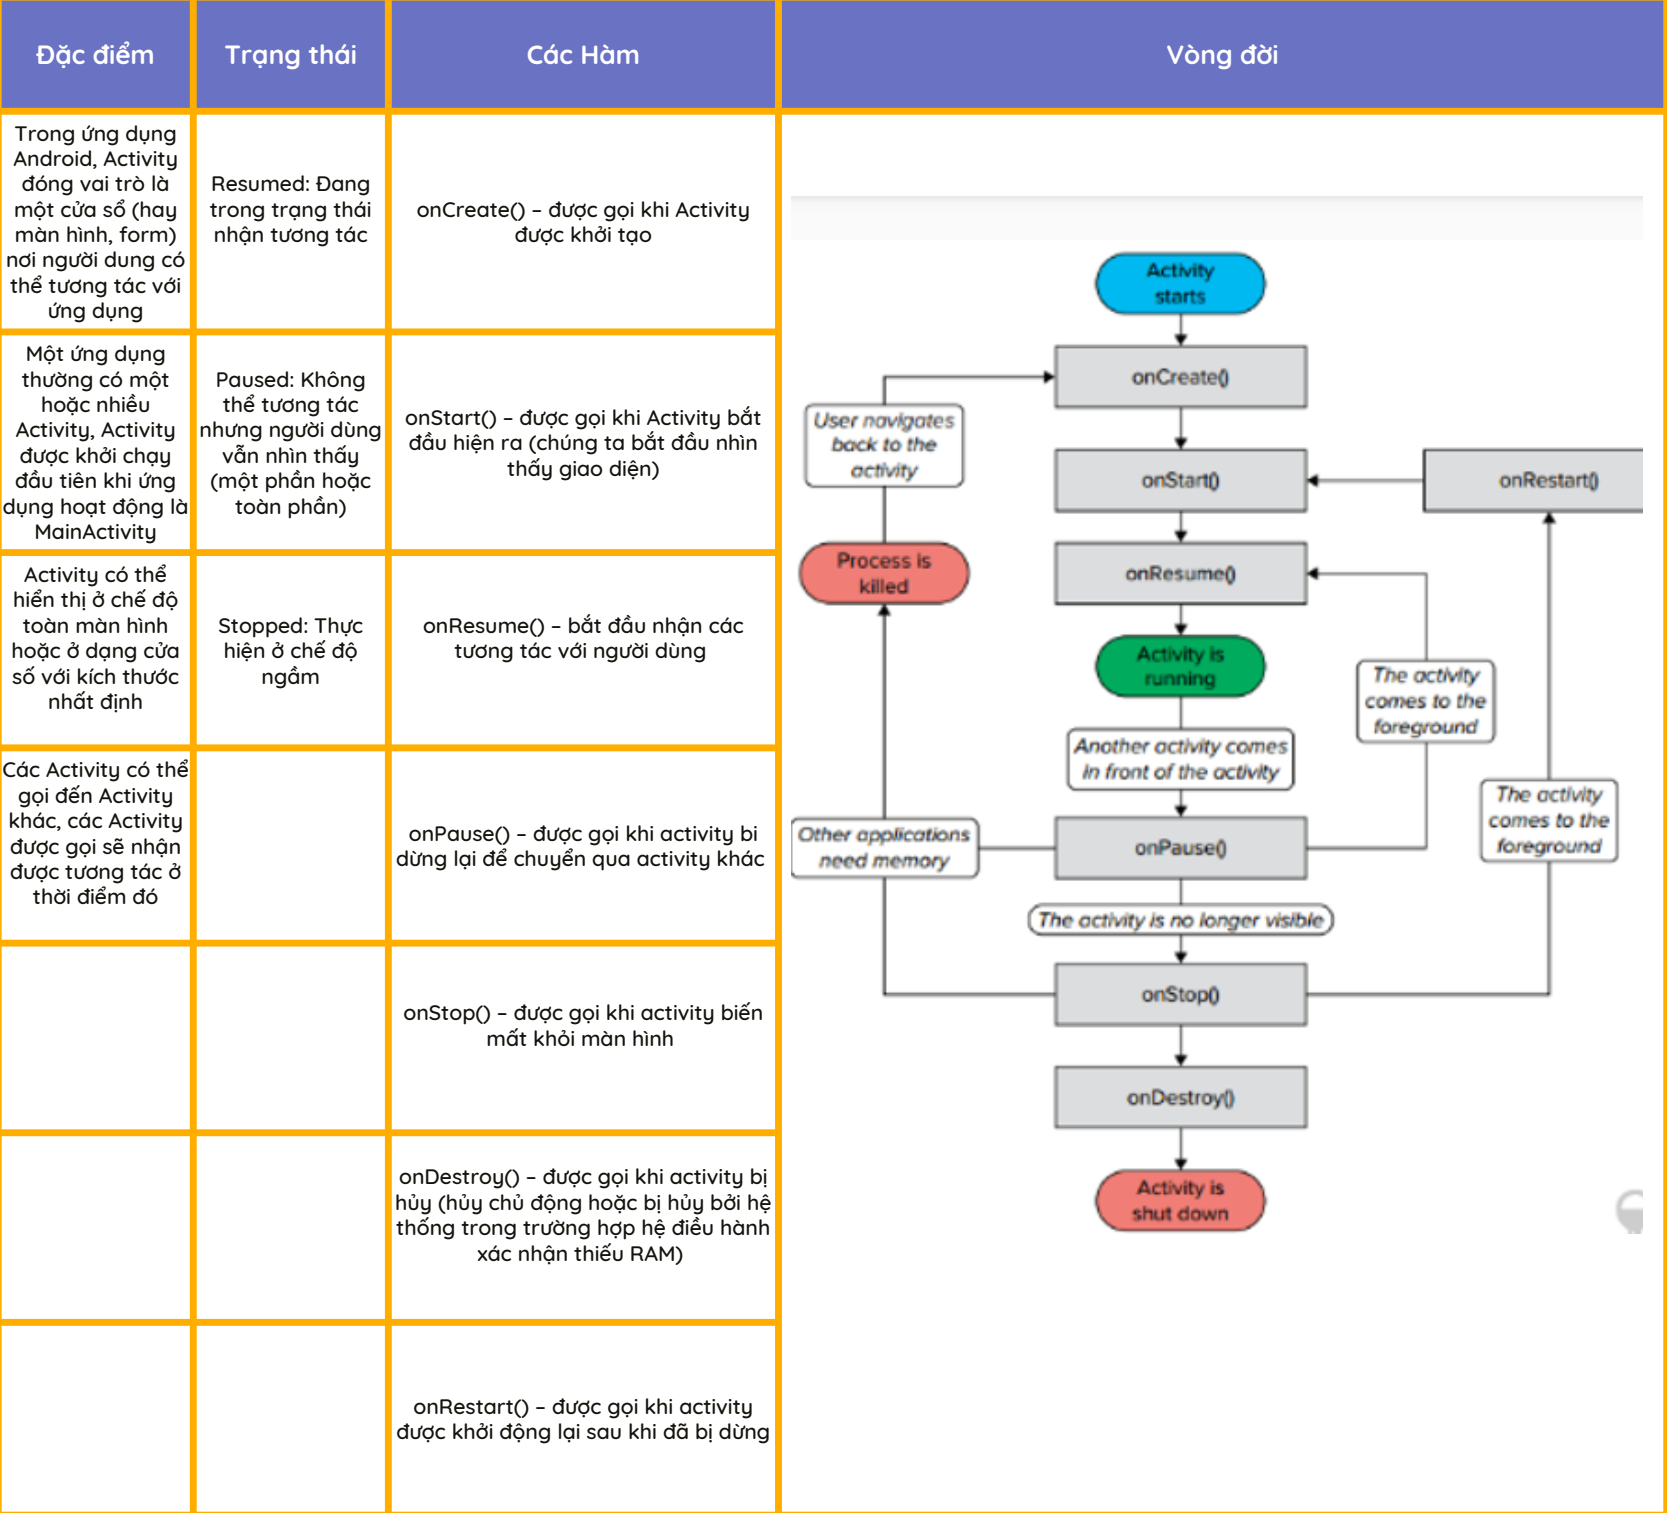 Đặc điểm
Trạng thái
Các Hàm
Vòng đời
Trong ứng dụng
Android, Activity
đóng vai trò là
một cửa sổ (hay
màn hình, form)
nơi người dung có
thể tương tác với
ứng dụng
Resumed: Đang
trong trạng thái
nhận tương tác
onCreate() – được gọi khi Activity
được khởi tạo
Một ứng dụng
thường có một
hoặc nhiều
Activity, Activity
được khởi chạy
đầu tiên khi ứng
dụng hoạt động là
MainActivity
Paused: Không
thể tương tác
nhưng người dùng
vẫn nhìn thấy
(một phần hoặc
toàn phần)
onStart() – được gọi khi Activity bắt
đầu hiện ra (chúng ta bắt đầu nhìn
thấy giao diện)
Activity có thể
hiển thị ở chế độ
toàn màn hình
hoặc ở dạng cửa
số với kích thước
nhất định
Stopped: Thực
hiện ở chế độ
ngầm
onResume() – bắt đầu nhận các
tương tác với người dùng
Các Activity có thể
gọi đến Activity
khác, các Activity
được gọi sẽ nhận
được tương tác ở
thời điểm đó
onPause() – được gọi khi activity bi
dừng lại để chuyển qua activity khác
onStop() – được gọi khi activity biến
mất khỏi màn hình
onDestroy() – được gọi khi activity bị
hủy (hủy chủ động hoặc bị hủy bởi hệ
thống trong trường hợp hệ điều hành
xác nhận thiếu RAM)
onRestart() – được gọi khi activity
được khởi động lại sau khi đã bị dừng
Activity
starts
onCreate()
User navigates
back to the
activity
onStart()
onRestart()
Process is
killed
onResume()
Activity is
running
The activity
comes to the
foreground
Another activity comes
in front of the activity
The activity
comes to the
foreground
Other applications
need memory
onPause()
The activity is no longer visible
onStop()
onDestroy()
Activity is
shut down